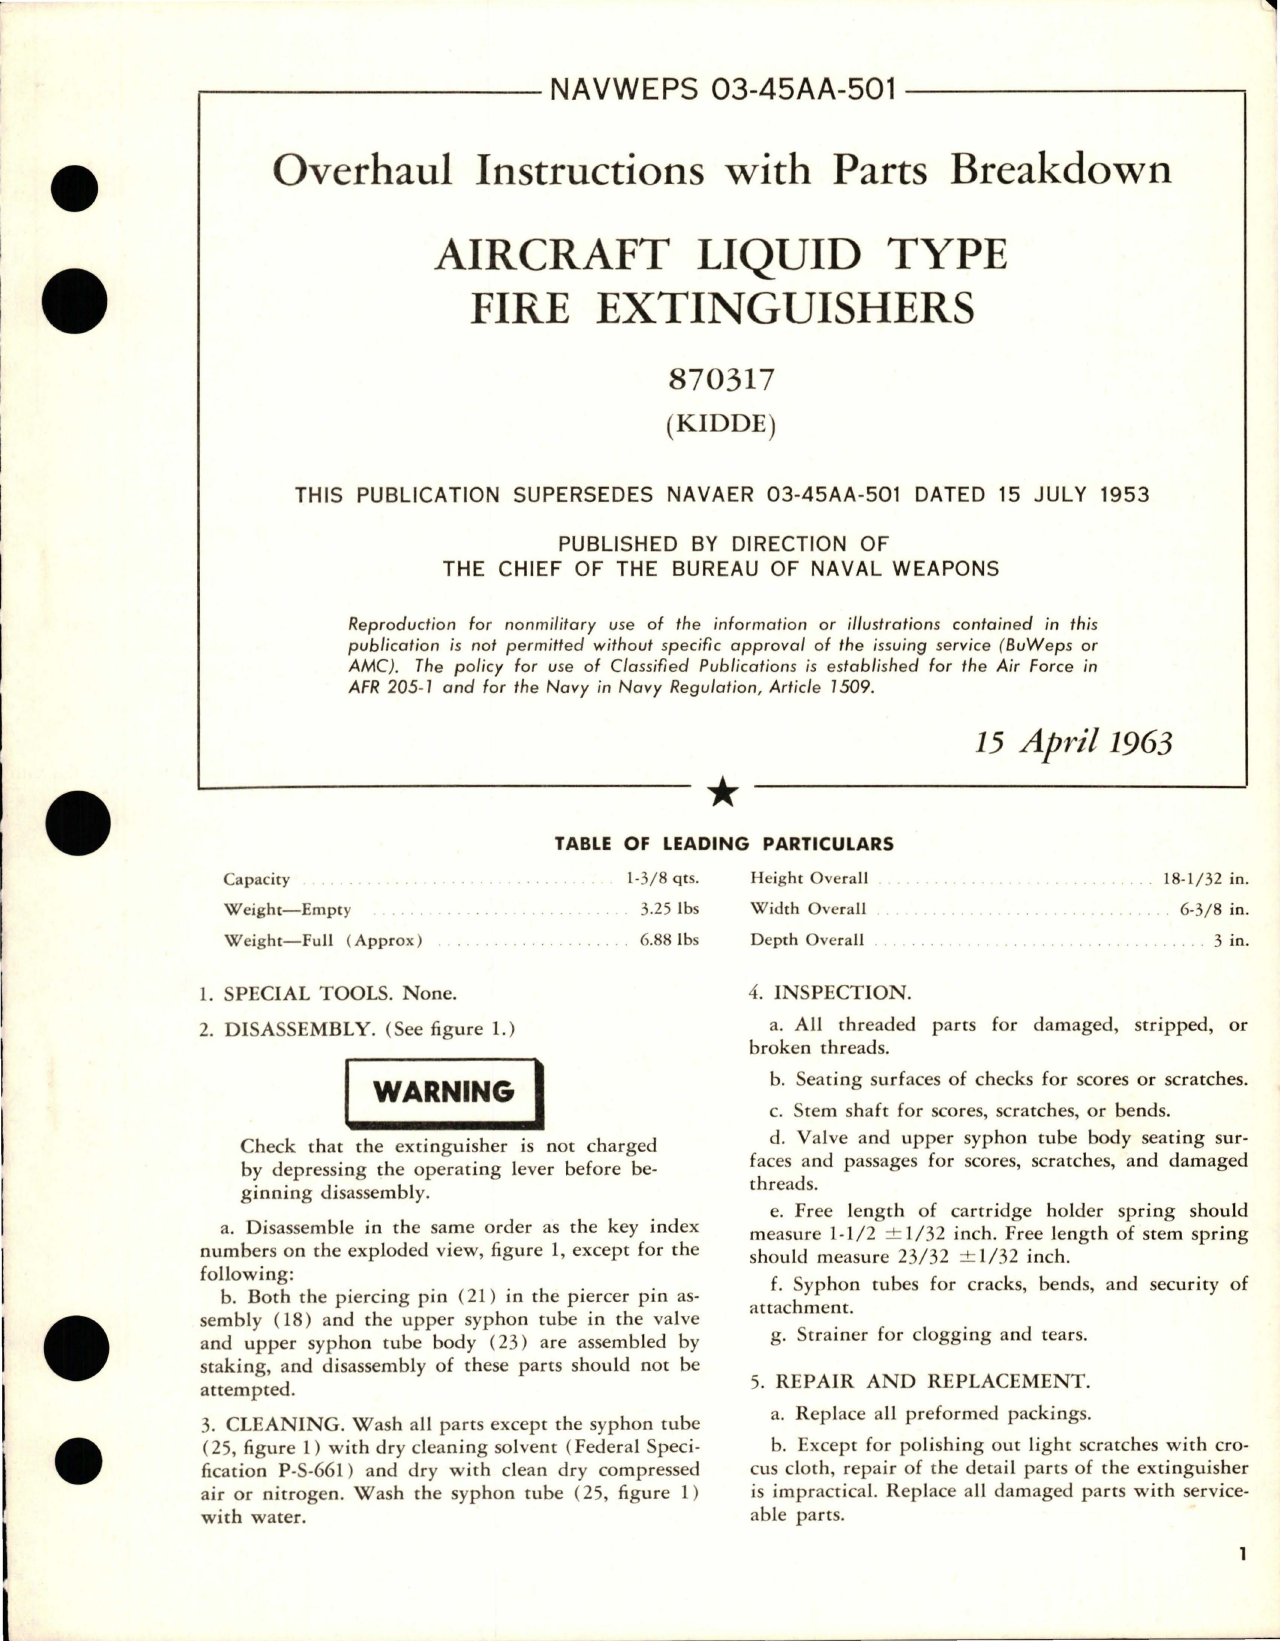 NAVWEPS 03-45AA-501
Overhaul Instructions with Parts Breakdown
AIRCRAFT LIQUID TYPE
FIRE EXTINGUISHERS
870317
(KIDDE)
THIS PUBLICATION SUPERSEDES NAVAER 03-45AA-501 DATED 15 JULY 1953
PUBLISHED BY DIRECTION OF
THE CHIEF OF THE BUREAU OF NAVAL WEAPONS
Reproduction for nonmilitary use of the information or illustrations contained in this
publication is not permitted without specific approval of the issuing service (BuWeps or
AMC). The policy for use of Classified Publications is established for the Air Force in
AFR 205-1 and for the Navy in Navy Regulation, Article 1509.
15 April 1963
TABLE OF LEADING PARTICULARS
Capacity . . . . . . . . . . . . . . . . . . . . 1-3/8 qts.
Weight—Empty . . . . . . . . . . . . . . . . . . . . 3.25 lbs
Weight—Full (Approx) . . . . . . . . . . . . . . . . . . . . 6.88 lbs
Height Overall . . . . . . . . . . . . . . . . . . . . 18-1/32 in.
Width Overall . . . . . . . . . . . . . . . . . . . . 6-3/8 in.
Depth Overall . . . . . . . . . . . . . . . . . . . . 3 in.
1. SPECIAL TOOLS. None.
2. DISASSEMBLY. (See figure 1.)
WARNING
Check that the extinguisher is not charged
by depressing the operating lever before be-
ginning disassembly.
a. Disassemble in the same order as the key index
numbers on the exploded view, figure 1, except for the
following:
b. Both the piercing pin (21) in the piercer pin as-
sembly (18) and the upper syphon tube in the valve
and upper syphon tube body (23) are assembled by
staking, and disassembly of these parts should not be
attempted.
3. CLEANING. Wash all parts except the syphon tube
(25, figure 1) with dry cleaning solvent (Federal Speci-
fication P-S-661) and dry with clean dry compressed
air or nitrogen. Wash the syphon tube (25, figure 1)
with water.
4. INSPECTION.
a. All threaded parts for damaged, stripped, or
broken threads.
b. Seating surfaces of checks for scores or scratches.
c. Stem shaft for scores, scratches, or bends.
d. Valve and upper syphon tube body seating sur-
faces and passages for scores, scratches, and damaged
threads.
e. Free length of cartridge holder spring should
measure 1-1/2 ±1/32 inch. Free length of stem spring
should measure 23/32 ±1/32 inch.
f. Syphon tubes for cracks, bends, and security of
attachment.
g. Strainer for clogging and tears.
5. REPAIR AND REPLACEMENT.
a. Replace all preformed packings.
b. Except for polishing out light scratches with cro-
cus cloth, repair of the detail parts of the extinguisher
is impractical. Replace all damaged parts with service-
able parts.
1